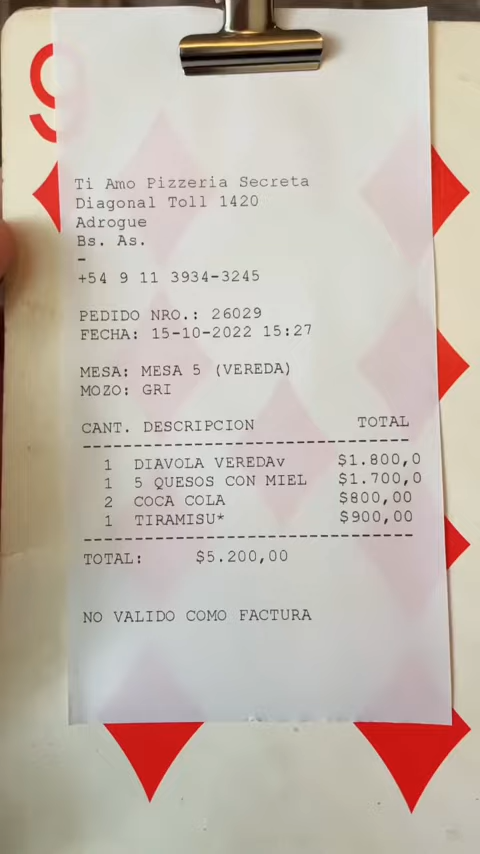 9
Ti Amo Pizzeria Secreta
Diagonal Toll 1420
Adrogue
Bs. As.
-
+54 9 11 3934-3245
PEDIDO NRO.: 26029
FECHA: 15-10-2022 15:27
MESA: MESA 5 (VEREDA)
MOZO: GRI
CANT. DESCRIPCION TOTAL
1 DIAVOLA VEREDAv $1.800,0
1 5 QUESOS CON MIEL $1.700,0
2 COCA COLA $800,00
1 TIRAMISU* $900,00
TOTAL: $5.200,00
NO VALIDO COMO FACTURA